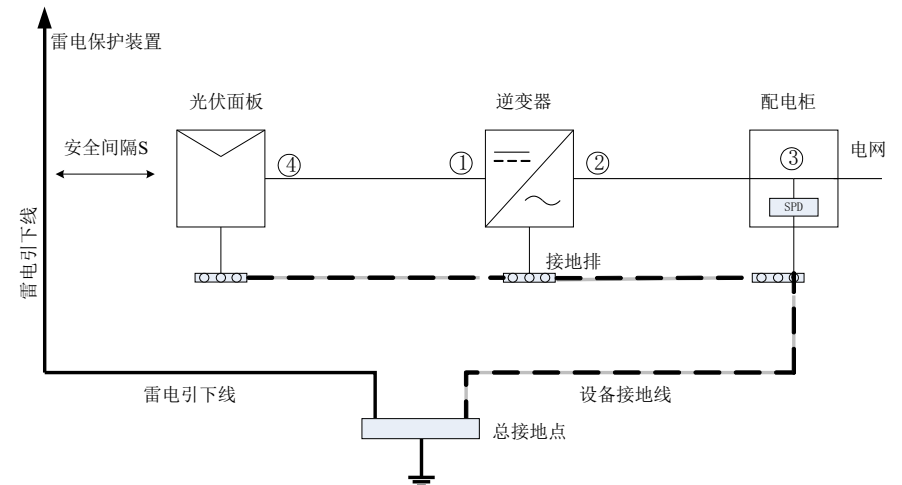 雷电保护装置
光伏面板
逆变器
配电柜
安全间隔S
④
①
②
③
电网
SPD
雷电引下线
接地排
雷电引下线
设备接地线
总接地点